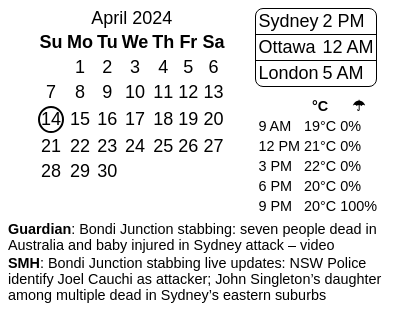 April 2024
Su Mo Tu We Th Fr Sa
1 2 3 4 5 6
7 8 9 10 11 12 13
14 15 16 17 18 19 20
21 22 23 24 25 26 27
28 29 30
Sydney 2 PM
Ottawa 12 AM
London 5 AM
°C ☂
9 AM 19°C 0%
12 PM 21°C 0%
3 PM 22°C 0%
6 PM 20°C 0%
9 PM 20°C 100%
Guardian: Bondi Junction stabbing: seven people dead in
Australia and baby injured in Sydney attack – video
SMH: Bondi Junction stabbing live updates: NSW Police
identify Joel Cauchi as attacker; John Singleton’s daughter
among multiple dead in Sydney’s eastern suburbs